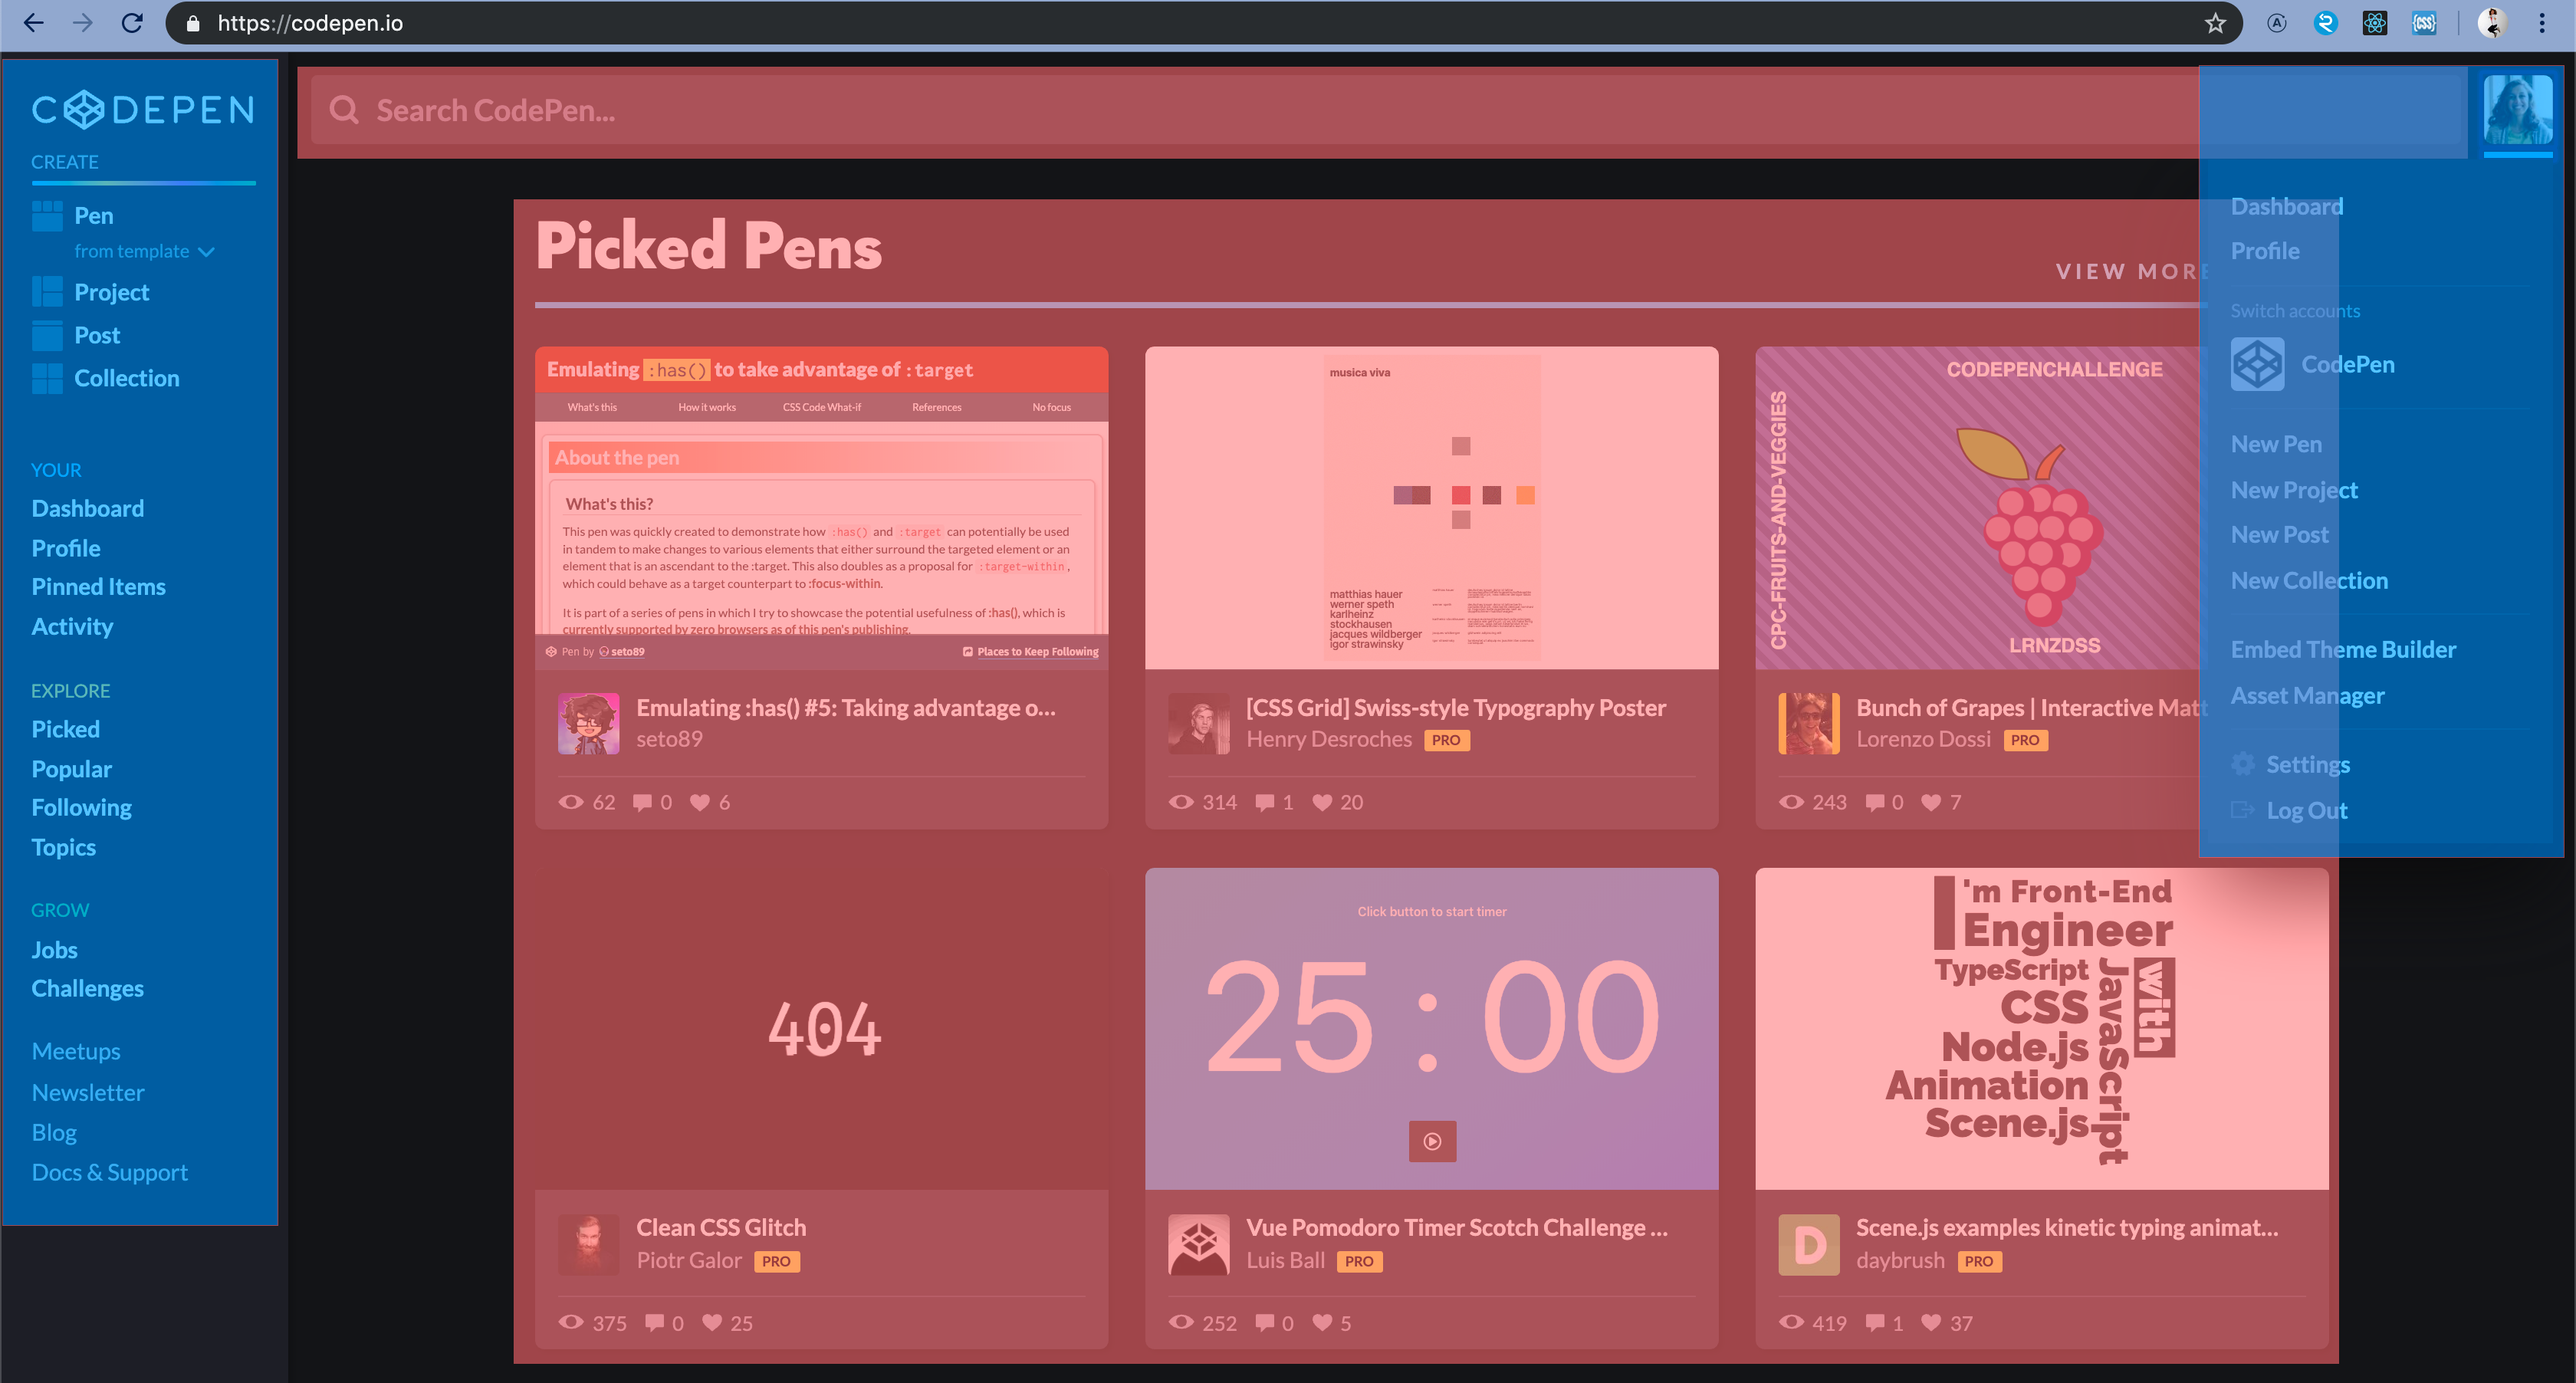 https://codepen.io
CODEPEN
CREATE
Pen
from template
Project
Post
Collection
YOUR
Dashboard
Profile
Pinned Items
Activity
EXPLORE
Picked
Popular
Following
Topics
GROW
Jobs
Challenges
Meetups
Newsletter
Blog
Docs & Support
Search CodePen...
Picked Pens
VIEW MORE
Emulating :has() to take advantage of :target
What's this
How it works
CSS Code What-if
References
No focus
About the pen
What's this?
This pen was quickly created to demonstrate how :has() and :target can potentially be used
in tandem to make changes to various elements that either surround the targeted element or an
element that is an ascendant to the :target. This also doubles as a proposal for :target-within,
which could behave as a target counterpart to :focus-within.
It is part of a series of pens in which I try to showcase the potential usefulness of :has(), which is
currently supported by zero browsers as of this pen's publishing.
Pen by seto89
Places to Keep Following
Emulating :has() #5: Taking advantage o...
seto89
62 0 6
musica viva
matthias hauer
werner speth
karlheinz
stockhausen
jacques wildberger
igor strawinsky
[CSS Grid] Swiss-style Typography Poster
Henry Desroches PRO
314 1 20
CODEPENCHALLENGE
CPC-FRUITS-AND-VEGGIES
LRNZDSS
Bunch of Grapes | Interactive Matt
Lorenzo Dossi PRO
243 0 7
404
Clean CSS Glitch
Piotr Galor PRO
375 0 25
Click button to start timer
25 : 00
Vue Pomodoro Timer Scotch Challenge ...
Luis Ball PRO
252 0 5
I'm Front-End
Engineer
with
TypeScript
JavaScript
CSS
Node.js
Animation
Scene.js
D
Scene.js examples kinetic typing animat...
daybrush PRO
419 1 37
Dashboard
Profile
Switch accounts
CodePen
New Pen
New Project
New Post
New Collection
Embed Theme Builder
Asset Manager
Settings
Log Out